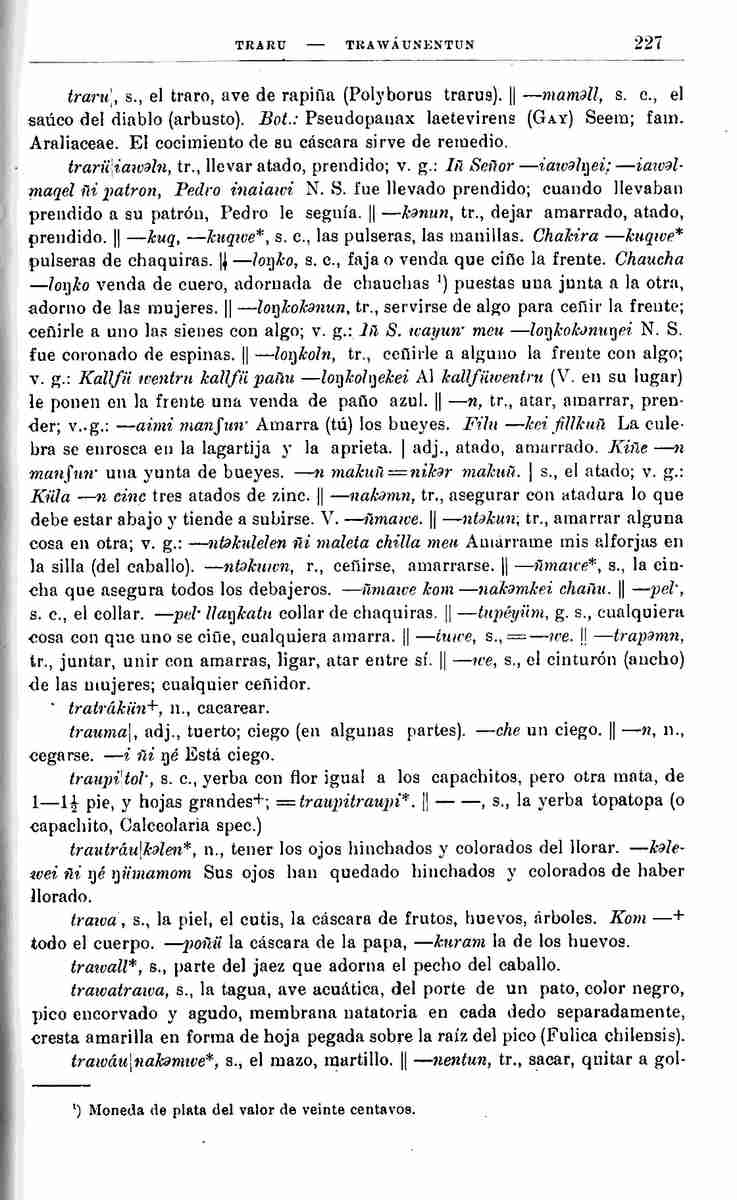 TRARU — TRAWÁUNENTUN 227
traru¦, s., el traro, ave de rapiña (Polyborus trarus). || —mamәll, s. c., el
saúco del diablo (arbusto). Bot.: Pseudopanax laetevirens (GAY) Seem; fam.
Araliaceae. El cocimiento de su cáscara sirve de remedio.
trarü¦iawәln, tr., llevar atado, prendido; v. g.: Iñ Señor —iawәlŋei; —iawәl-
maqel ñi patron, Pedro inaiawi N. S. fue llevado prendido; cuando llevaban
prendido a su patrón, Pedro le seguía. || —kәnun, tr., dejar amarrado, atado,
prendido. || —kuq, —kuqwe*, s. c., las pulseras, las manillas. Chakira —kuqwe*
pulseras de chaquiras. || —loŋko, s. c., faja o venda que ciñe la frente. Chaucha
—loŋko venda de cuero, adornada de chauchas ¹) puestas una junta a la otra,
adorno de las mujeres. || —loŋkokәnun, tr., servirse de algo para ceñir la frente;
ceñirle a uno las sienes con algo; v. g.: Iñ S. wayun· meu —loŋkokәnuŋei N. S.
fue coronado de espinas. || —loŋkoln, tr., ceñirle a alguno la frente con algo;
v. g.: Kallfü wentru kallfü pañu —loŋkolŋekei Al kallfüwentru (V. en su lugar)
le ponen en la frente una venda de paño azul. || —n, tr., atar, amarrar, pren-
der; v. g.: —aimi manʃun· Amarra (tú) los bueyes. Filu —kei fillkuñ La cule-
bra se enrosca en la lagartija y la aprieta. | adj., atado, amarrado. Kiñe —n
manʃun· una yunta de bueyes. —n makuñ = nikәr makuñ. | s., el atado; v. g.:
Küla —n cinc tres atados de zinc. || —nakәmn, tr., asegurar con atadura lo que
debe estar abajo y tiende a subirse. V. —ümawe. || —ntәkun, tr., amarrar alguna
cosa en otra; v. g.: —ntәkulelen ñi maleta chilla meu Amárrame mis alforjas en
la silla (del caballo). —ntәkuwn, r., ceñirse, amarrarse. || —ümawe*, s., la cin-
cha que asegura todos los debajeros. —ümawe kom —nakәmkei chañu. || —pel·,
s. c., el collar. —pel· llaŋkatu collar de chaquiras. || —tupéyüm, g. s., cualquiera
cosa con que uno se ciñe, cualquiera amarra. || —tuwe, s., = —we. || —trapәmn,
tr., juntar, unir con amarras, ligar, atar entre sí. || —we, s., el cinturón (ancho)
de las mujeres; cualquier ceñidor.
tratrákün+, n., cacarear.
trauma|, adj., tuerto; ciego (en algunas partes). —che un ciego. || —n, n.,
cegarse. —i ñi ŋé Está ciego.
traupi¦tol·, s. c., yerba con flor igual a los capachitos, pero otra mata, de
1—1½ pie, y hojas grandes+; = traupitraupi*. || — —, s., la yerba topatopa (o
capachito, Calceolaria spec.)
trautráu|kәlen*, n., tener los ojos hinchados y colorados del llorar. —kәle-
wei ñi ŋé ŋümamom Sus ojos han quedado hinchados y colorados de haber
llorado.
trawa, s., la piel, el cutis, la cáscara de frutos, huevos, árboles. Kom —+
todo el cuerpo. —poñü la cáscara de la papa, —kuram la de los huevos.
trawall*, s., parte del jaez que adorna el pecho del caballo.
trawatrawa, s., la tagua, ave acuática, del porte de un pato, color negro,
pico encorvado y agudo, membrana natatoria en cada dedo separadamente,
cresta amarilla en forma de hoja pegada sobre la raíz del pico (Fulica chilensis).
trawáu¦nakәmwe*, s., el mazo, martillo. || —nentun, tr., sacar, quitar a gol-
¹) Moneda de plata del valor de veinte centavos.